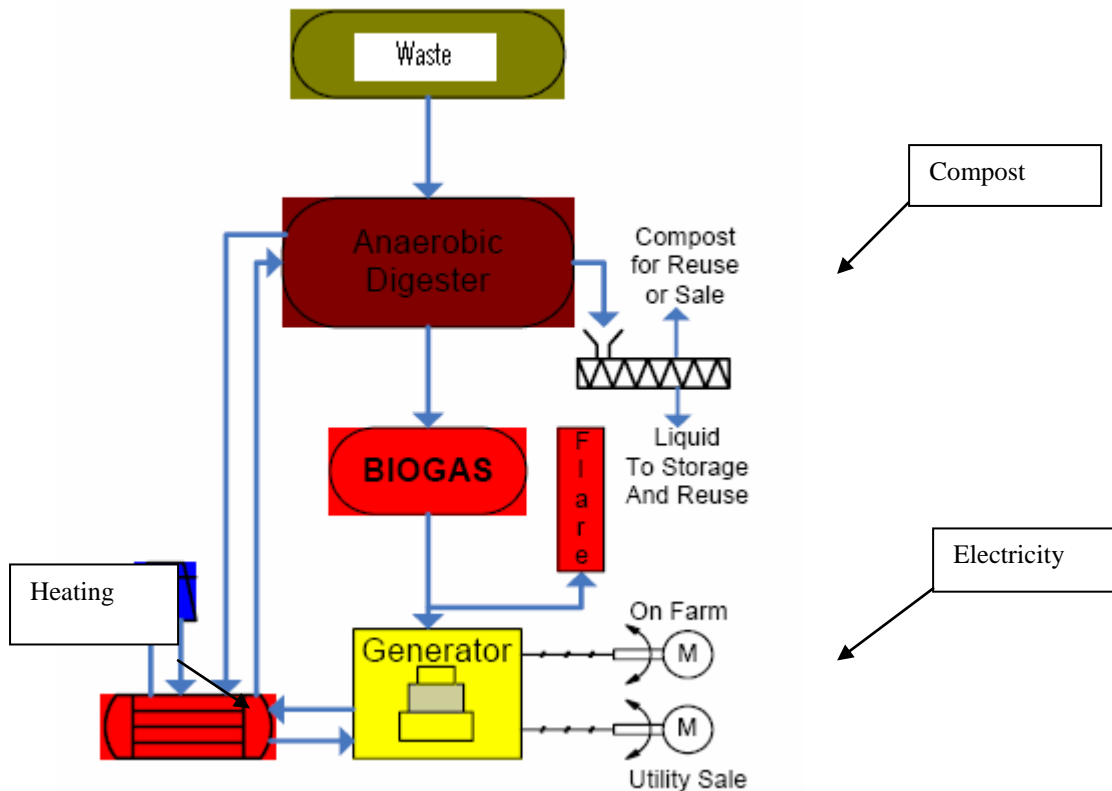 Waste
Compost
Anaerobic
Digester
Compost
for Reuse
or Sale
BIOGAS
Flare
Liquid
To Storage
And Reuse
Electricity
Heating
On Farm
M
Generator
M
Utility Sale